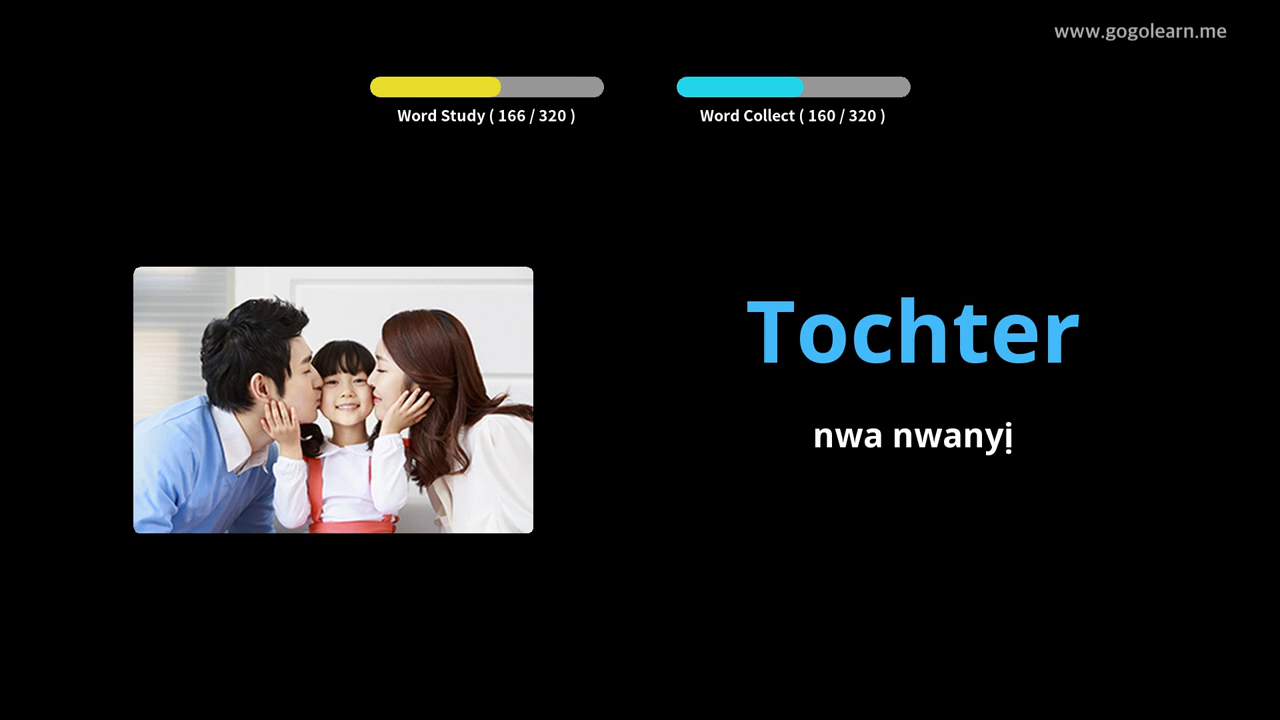 www.gogolearn.me
Word Study ( 166 / 320 )
Word Collect ( 160 / 320 )
Tochter
nwa nwanyị